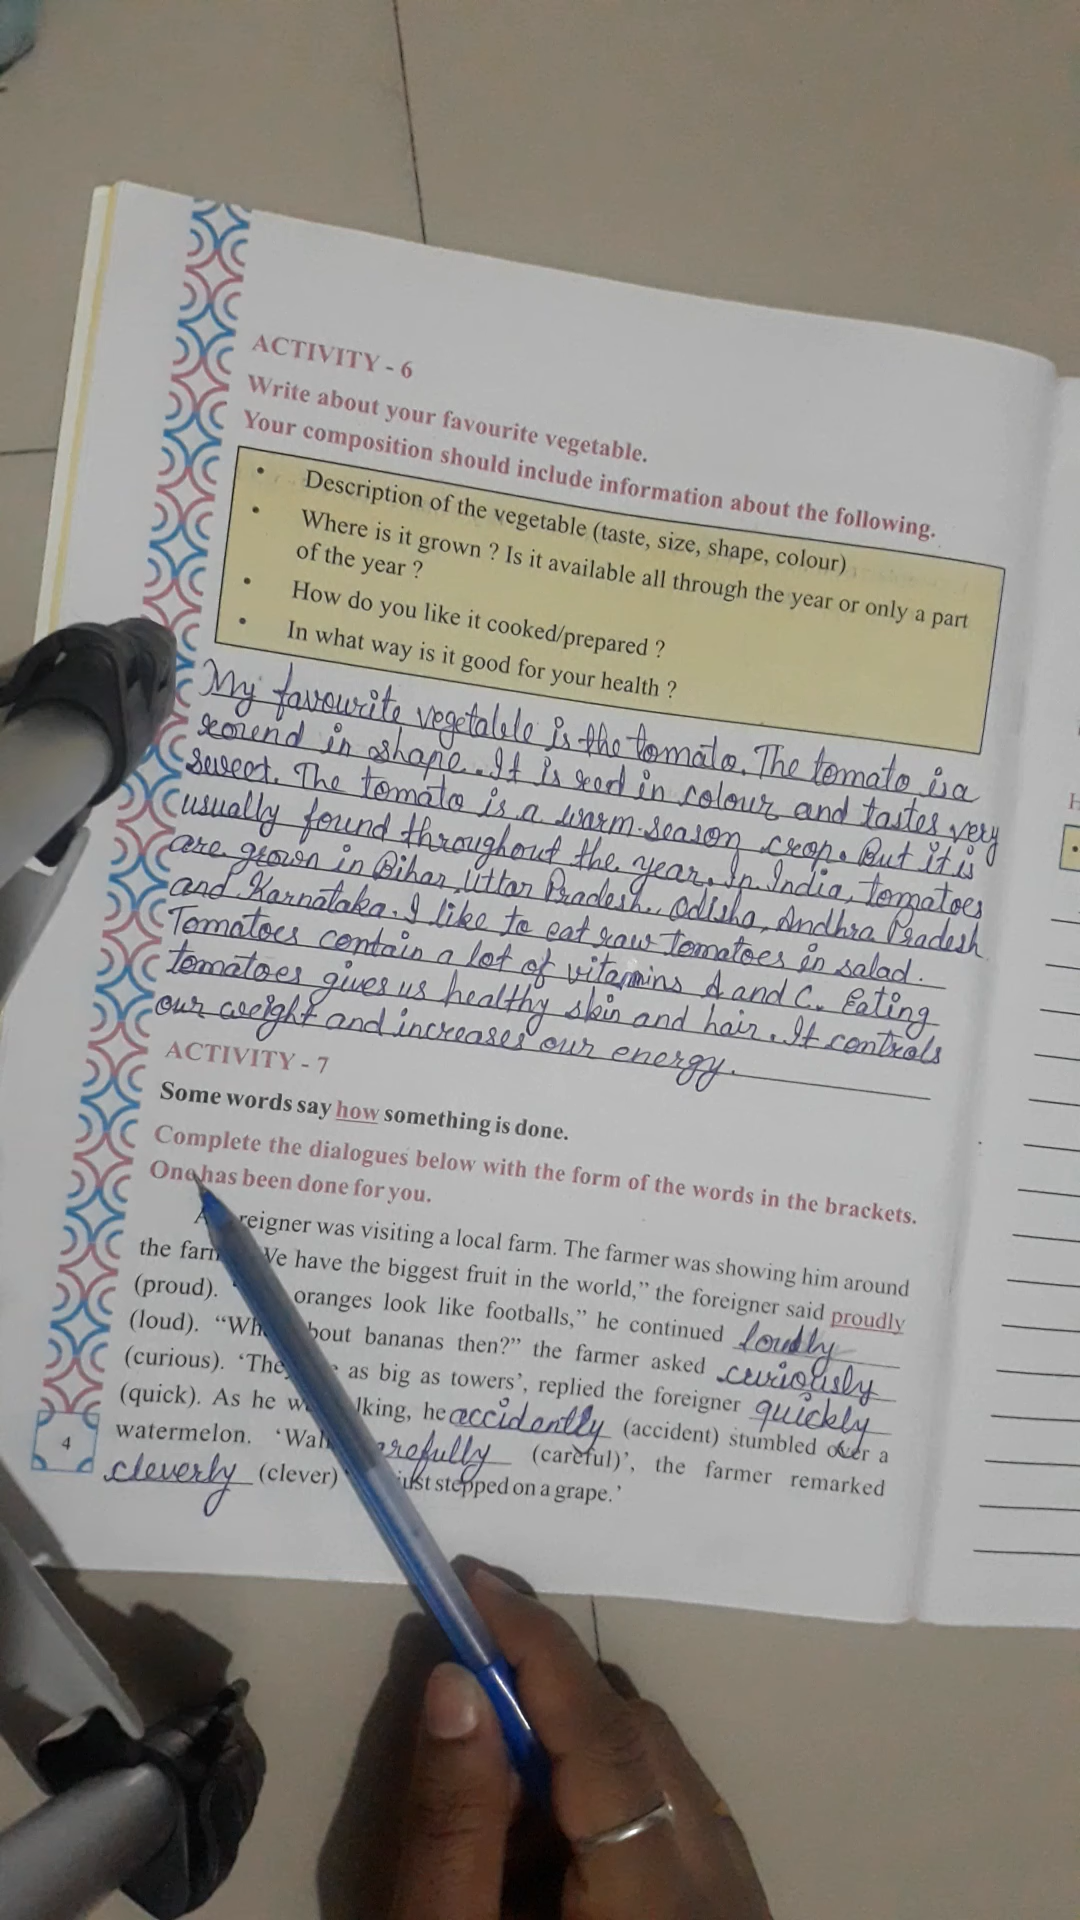 ACTIVITY - 6
Write about your favourite vegetable.
Your composition should include information about the following.
• Description of the vegetable (taste, size, shape, colour)
• Where is it grown ? Is it available all through the year or only a part
of the year ?
• How do you like it cooked/prepared ?
• In what way is it good for your health ?
My favourite vegetable is the tomato. The tomato is a
round in shape. It is red in colour and tastes very
sweet. The tomato is a warm-season crop. But it is
usually found throughout the year. In India, tomatoes
are grown in Bihar, Uttar Pradesh, Odisha, Andhra Pradesh
and Karnataka. I like to eat raw tomatoes in salad.
Tomatoes contain a lot of vitamins A and C. Eating
tomatoes gives us healthy skin and hair. It controls
our weight and increases our energy.
ACTIVITY - 7
Some words say how something is done.
Complete the dialogues below with the form of the words in the brackets.
One has been done for you.
A reigner was visiting a local farm. The farmer was showing him around
the far We have the biggest fruit in the world,” the foreigner said proudly
(proud). oranges look like footballs,” he continued loudly
(loud). “Wh bout bananas then?” the farmer asked curiously
(curious). ‘The as big as towers’, replied the foreigner quickly
(quick). As he w lking, he accidently (accident) stumbled over a
watermelon. ‘Wa arefully (careful)’, the farmer remarked
cleverly (clever) just stepped on a grape.’
4